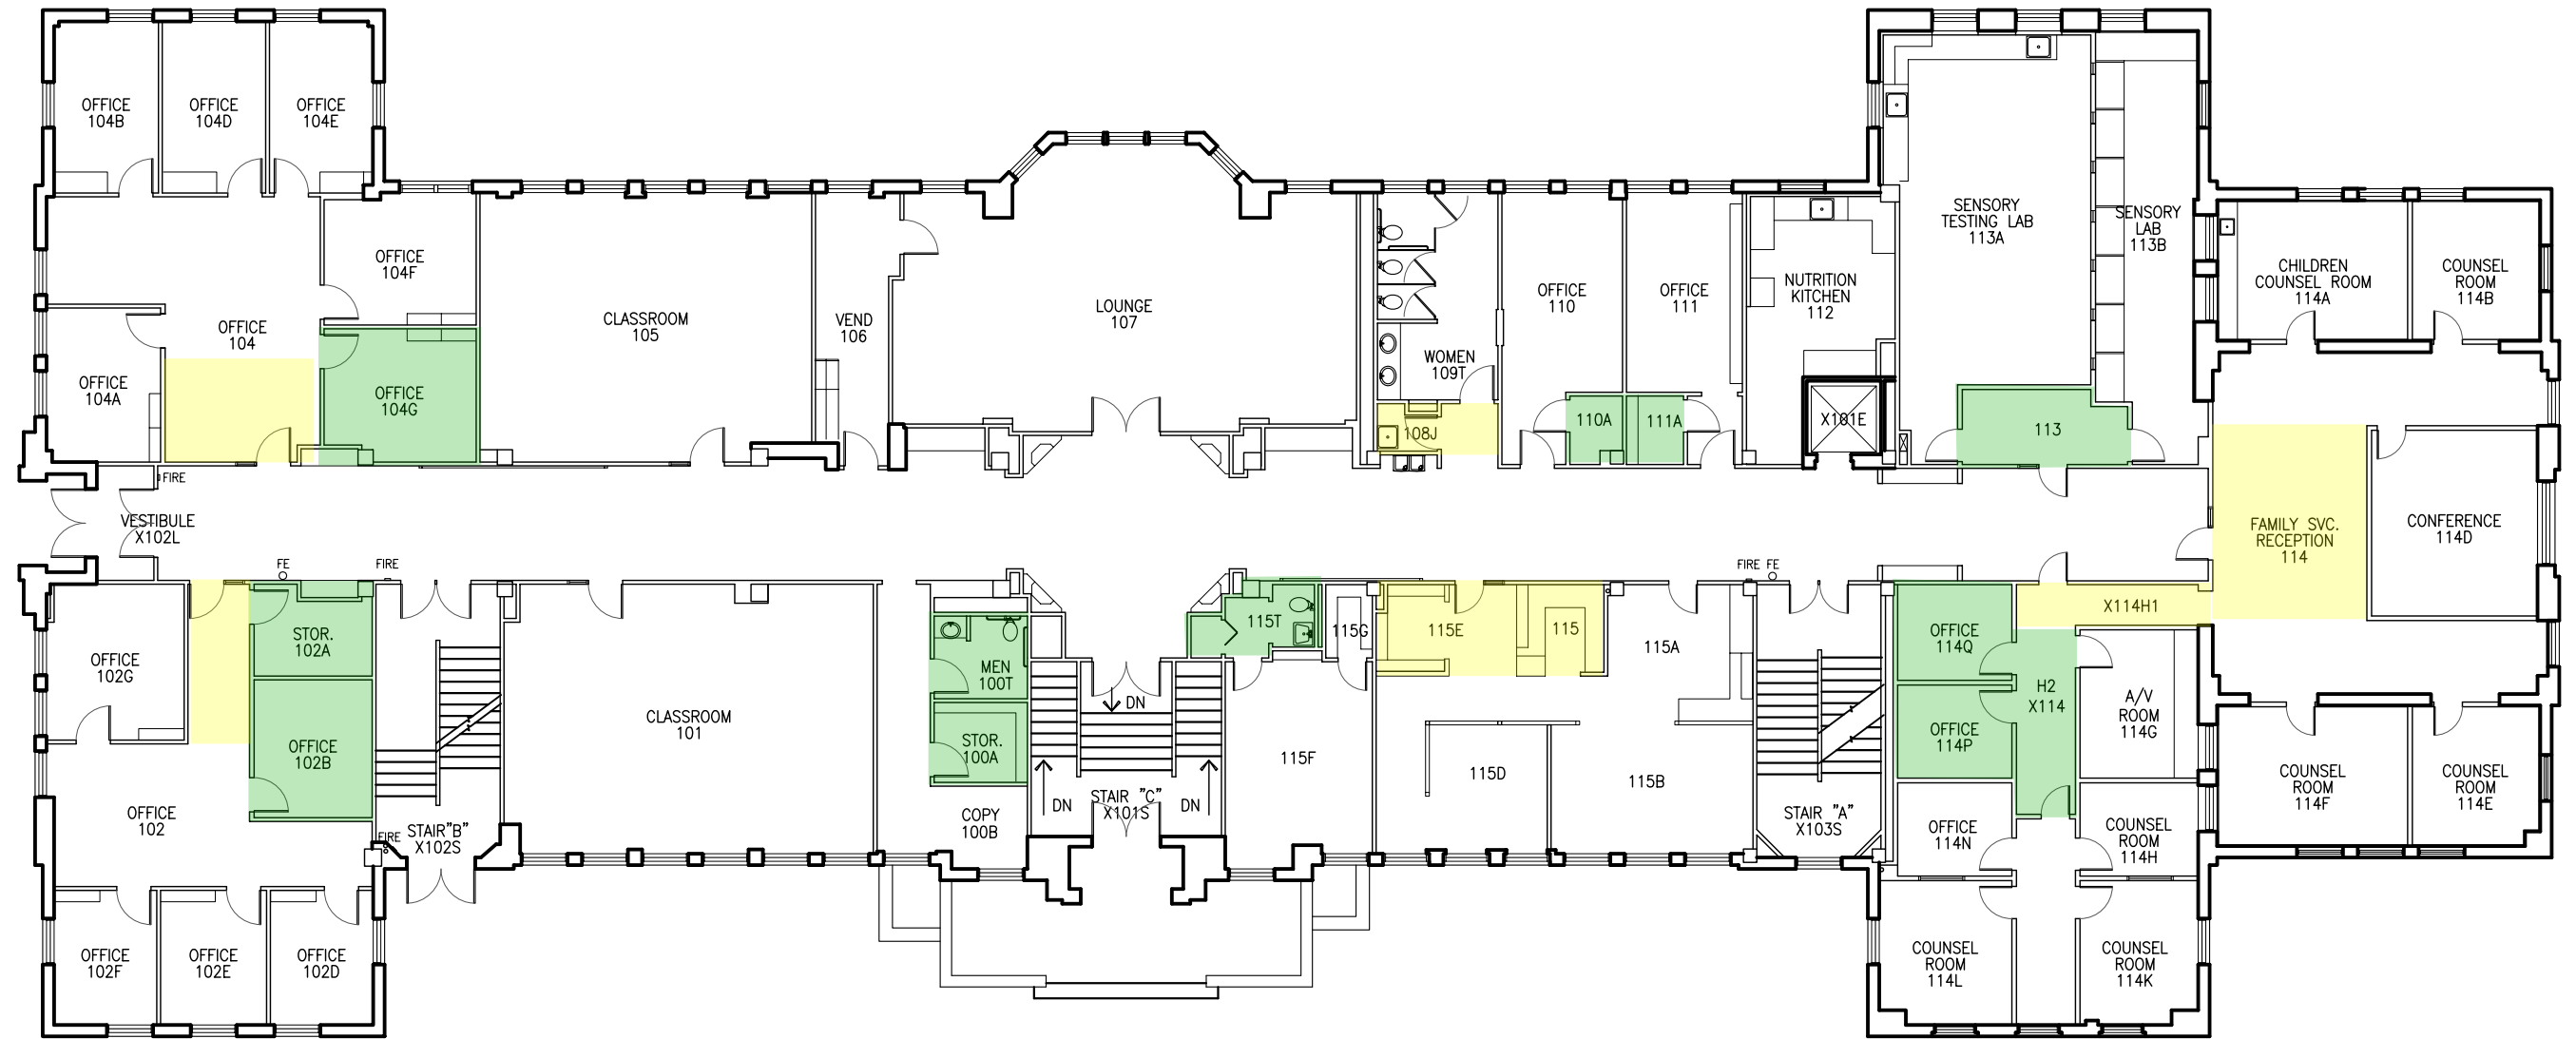 OFFICE
104B
OFFICE
104D
OFFICE
104E
OFFICE
104F
OFFICE
104
OFFICE
104A
OFFICE
104G
CLASSROOM
105
VEND
106
LOUNGE
107
WOMEN
109T
108J
OFFICE
110
OFFICE
111
110A
111A
NUTRITION
KITCHEN
112
X101E
SENSORY
TESTING LAB
113A
SENSORY
LAB
113B
113
CHILDREN
COUNSEL ROOM
114A
COUNSEL
ROOM
114B
FAMILY SVC.
RECEPTION
114
CONFERENCE
114D
FIRE
VESTIBULE
X102L
FE
FIRE
FIRE FE
OFFICE
102G
STOR.
102A
OFFICE
102B
OFFICE
102
FIRE
STAIR"B"
X102S
OFFICE
102F
OFFICE
102E
OFFICE
102D
CLASSROOM
101
MEN
100T
STOR.
100A
COPY
100B
DN
DN
DN
STAIR "C"
X101S
115T
115G
115F
115E
115
115A
115D
115B
STAIR "A"
X103S
X114H1
OFFICE
114Q
OFFICE
114P
H2
X114
A/V
ROOM
114G
OFFICE
114N
COUNSEL
ROOM
114H
COUNSEL
ROOM
114L
COUNSEL
ROOM
114K
COUNSEL
ROOM
114F
COUNSEL
ROOM
114E